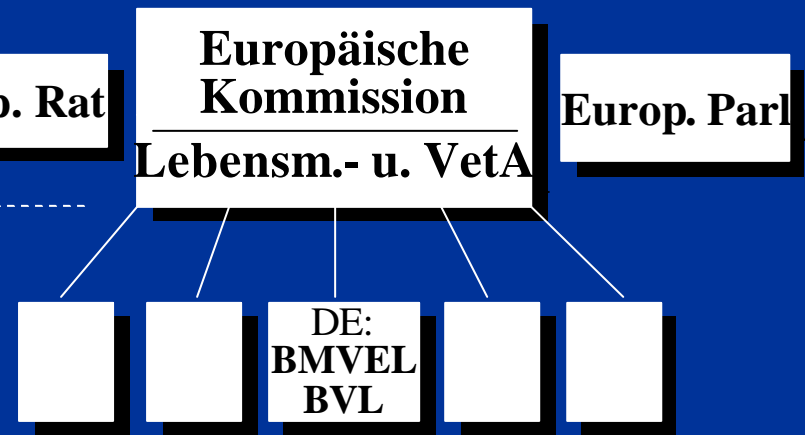 Europäische
Kommission
Lebensm.- u. VetA
. Rat
Europ. Parl
DE:
BMVEL
BVL